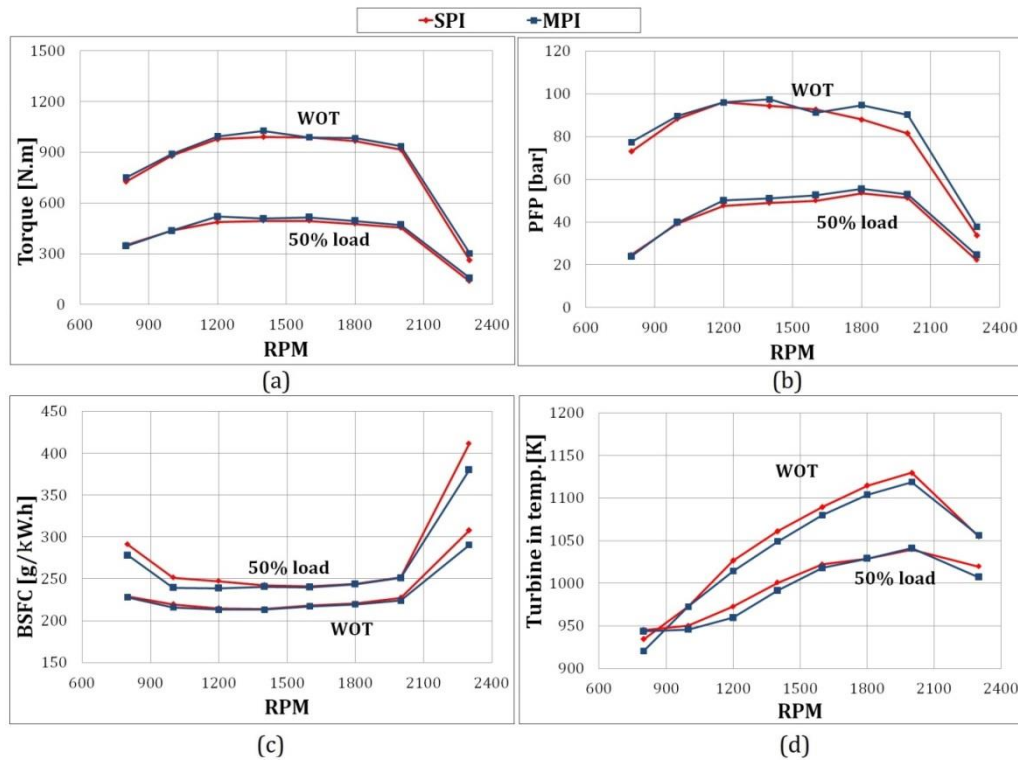 SPI MPI
1500
1200
900
600
300
0
Torque [N.m]
WOT
50% load
600 900 1200 1500 1800 2100 2400
RPM
(a)
120
100
80
60
40
20
0
PFP [bar]
WOT
50% load
600 900 1200 1500 1800 2100 2400
RPM
(b)
450
400
350
300
250
200
150
BSFC [g/kW.h]
50% load
WOT
600 900 1200 1500 1800 2100 2400
RPM
(c)
1200
1150
1100
1050
1000
950
900
Turbine in temp.[K]
WOT
50% load
600 900 1200 1500 1800 2100 2400
RPM
(d)